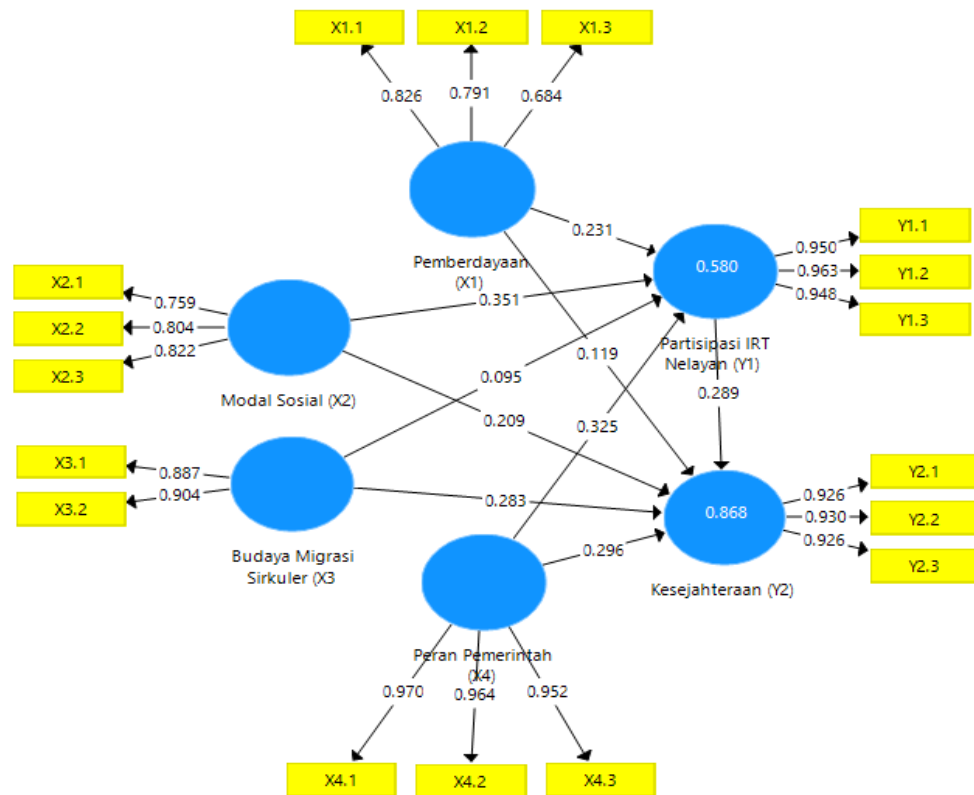 X1.1 X1.2 X1.3
0.826 0.791 0.684
Pemberdayaan
(X1)
0.231
X2.1
X2.2
X2.3
0.759
0.804
0.822
Modal Sosial (X2)
0.351
0.580
Partisipasi IRT
Nelayan (Y1)
0.950
0.963
0.948
Y1.1
Y1.2
Y1.3
0.119
0.095
0.289
0.209
0.325
X3.1
X3.2
0.887
0.904
Budaya Migrasi
Sirkuler (X3
0.283
0.296
0.868
Kesejahteraan (Y2)
0.926
0.930
0.926
Y2.1
Y2.2
Y2.3
Peran Pemerintah
(X4)
0.970 0.964 0.952
X4.1 X4.2 X4.3